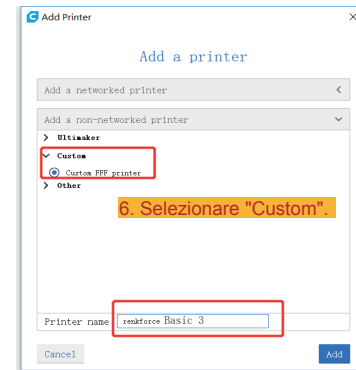 Add Printer
Add a printer
Add a networked printer
Add a non-networked printer
Ultimaker
Custom
Custom FFF printer
Other
6. Selezionare "Custom".
Printer name renkforce Basic 3
Cancel Add